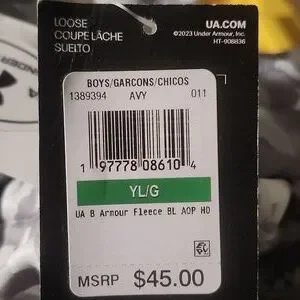 LOOSE
COUPE LÂCHE
SUELTO
UA.COM
©2023 Under Armour, Inc.
HT-908836
BOYS/GARCONS/CHICOS
1389394 AVY 011
1 97778 08610 4
YL/G
UA B Armour Fleece BL AOP HD
MSRP $45.00